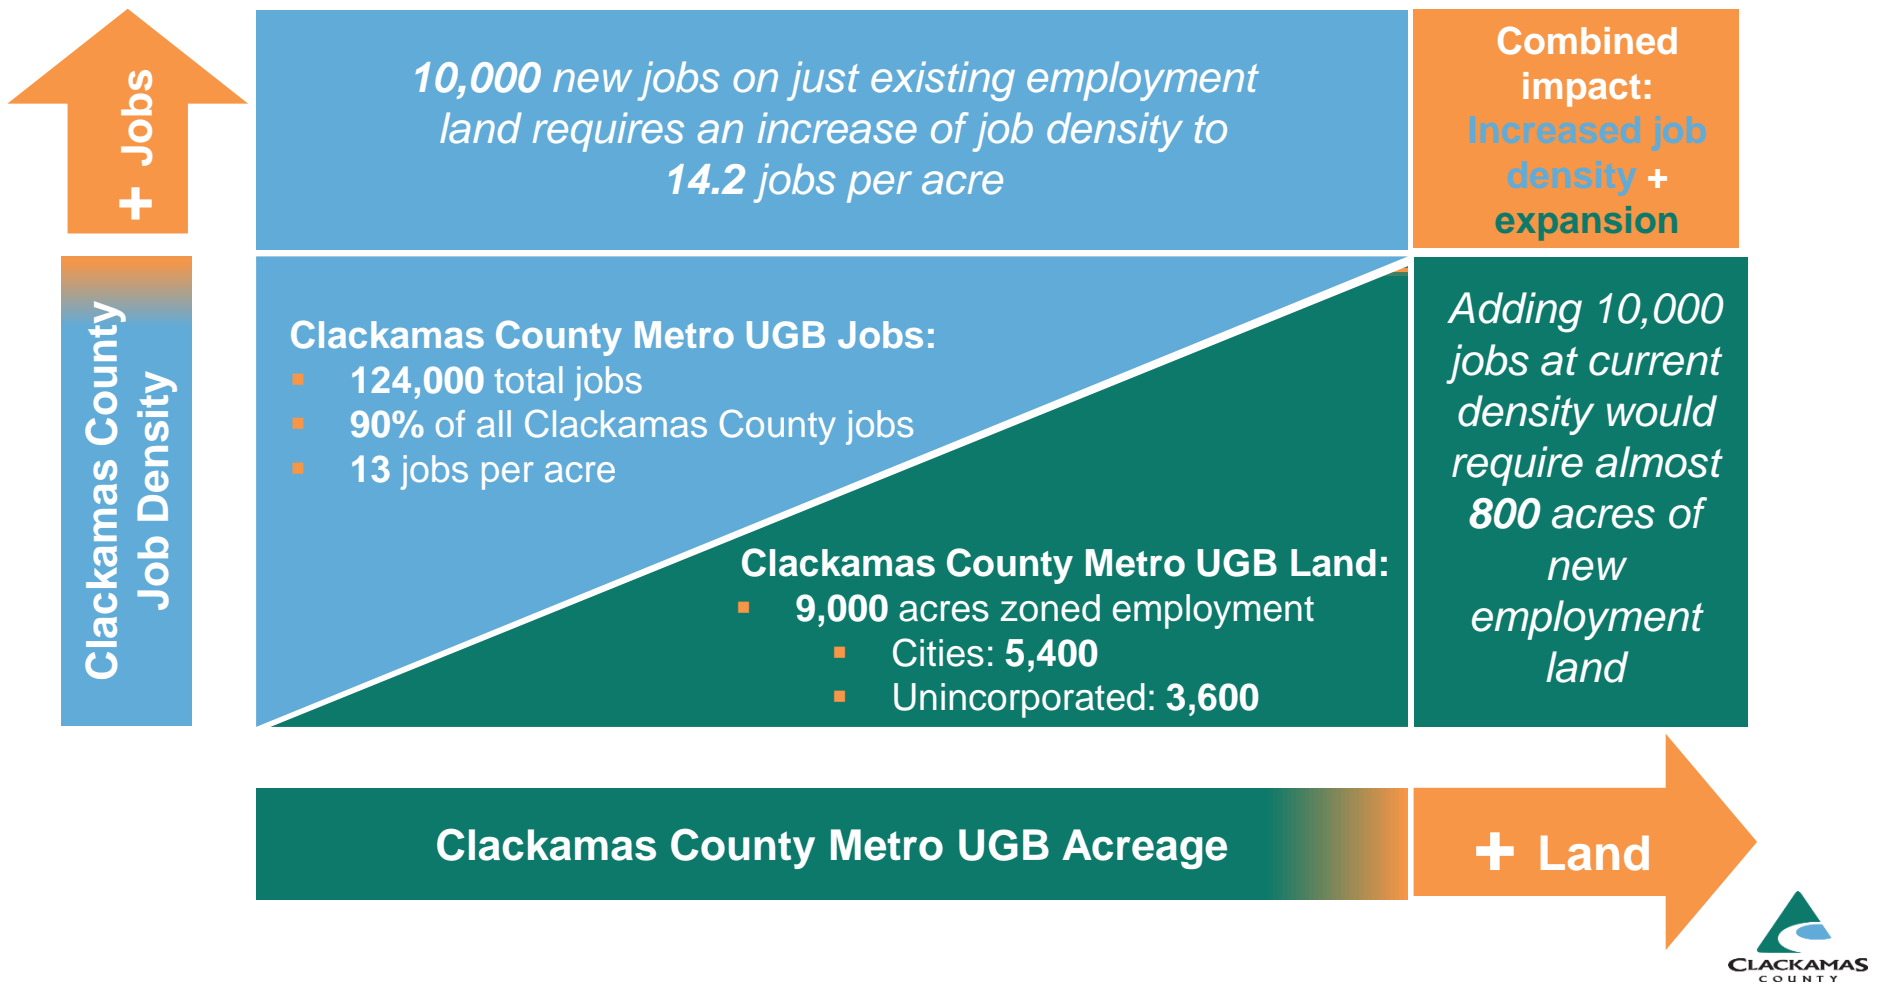 + Jobs
10,000 new jobs on just existing employment
land requires an increase of job density to
14.2 jobs per acre
Combined
impact:
Increased job
density +
expansion
Clackamas County
Job Density
Clackamas County Metro UGB Jobs:
▪ 124,000 total jobs
▪ 90% of all Clackamas County jobs
▪ 13 jobs per acre
Clackamas County Metro UGB Land:
▪ 9,000 acres zoned employment
▪ Cities: 5,400
▪ Unincorporated: 3,600
Adding 10,000
jobs at current
density would
require almost
800 acres of
new
employment
land
Clackamas County Metro UGB Acreage
+ Land
CLACKAMAS
COUNTY